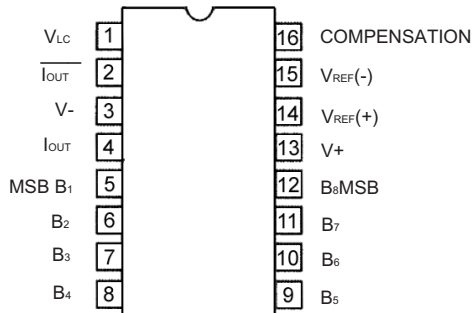 VLC 1 16 COMPENSATION
IOUT 2 15 VREF(-)
V- 3 14 VREF(+)
IOUT 4 13 V+
MSB B1 5 12 B8MSB
B2 6 11 B7
B3 7 10 B6
B4 8 9 B5